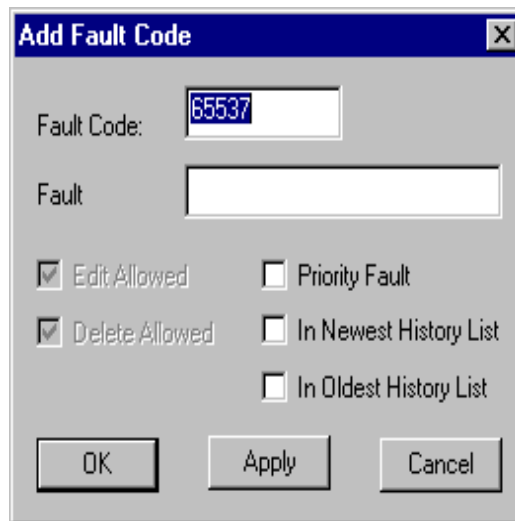 Add Fault Code
Fault Code: 65537
Fault
Edit Allowed Priority Fault
Delete Allowed In Newest History List
In Oldest History List
OK Apply Cancel